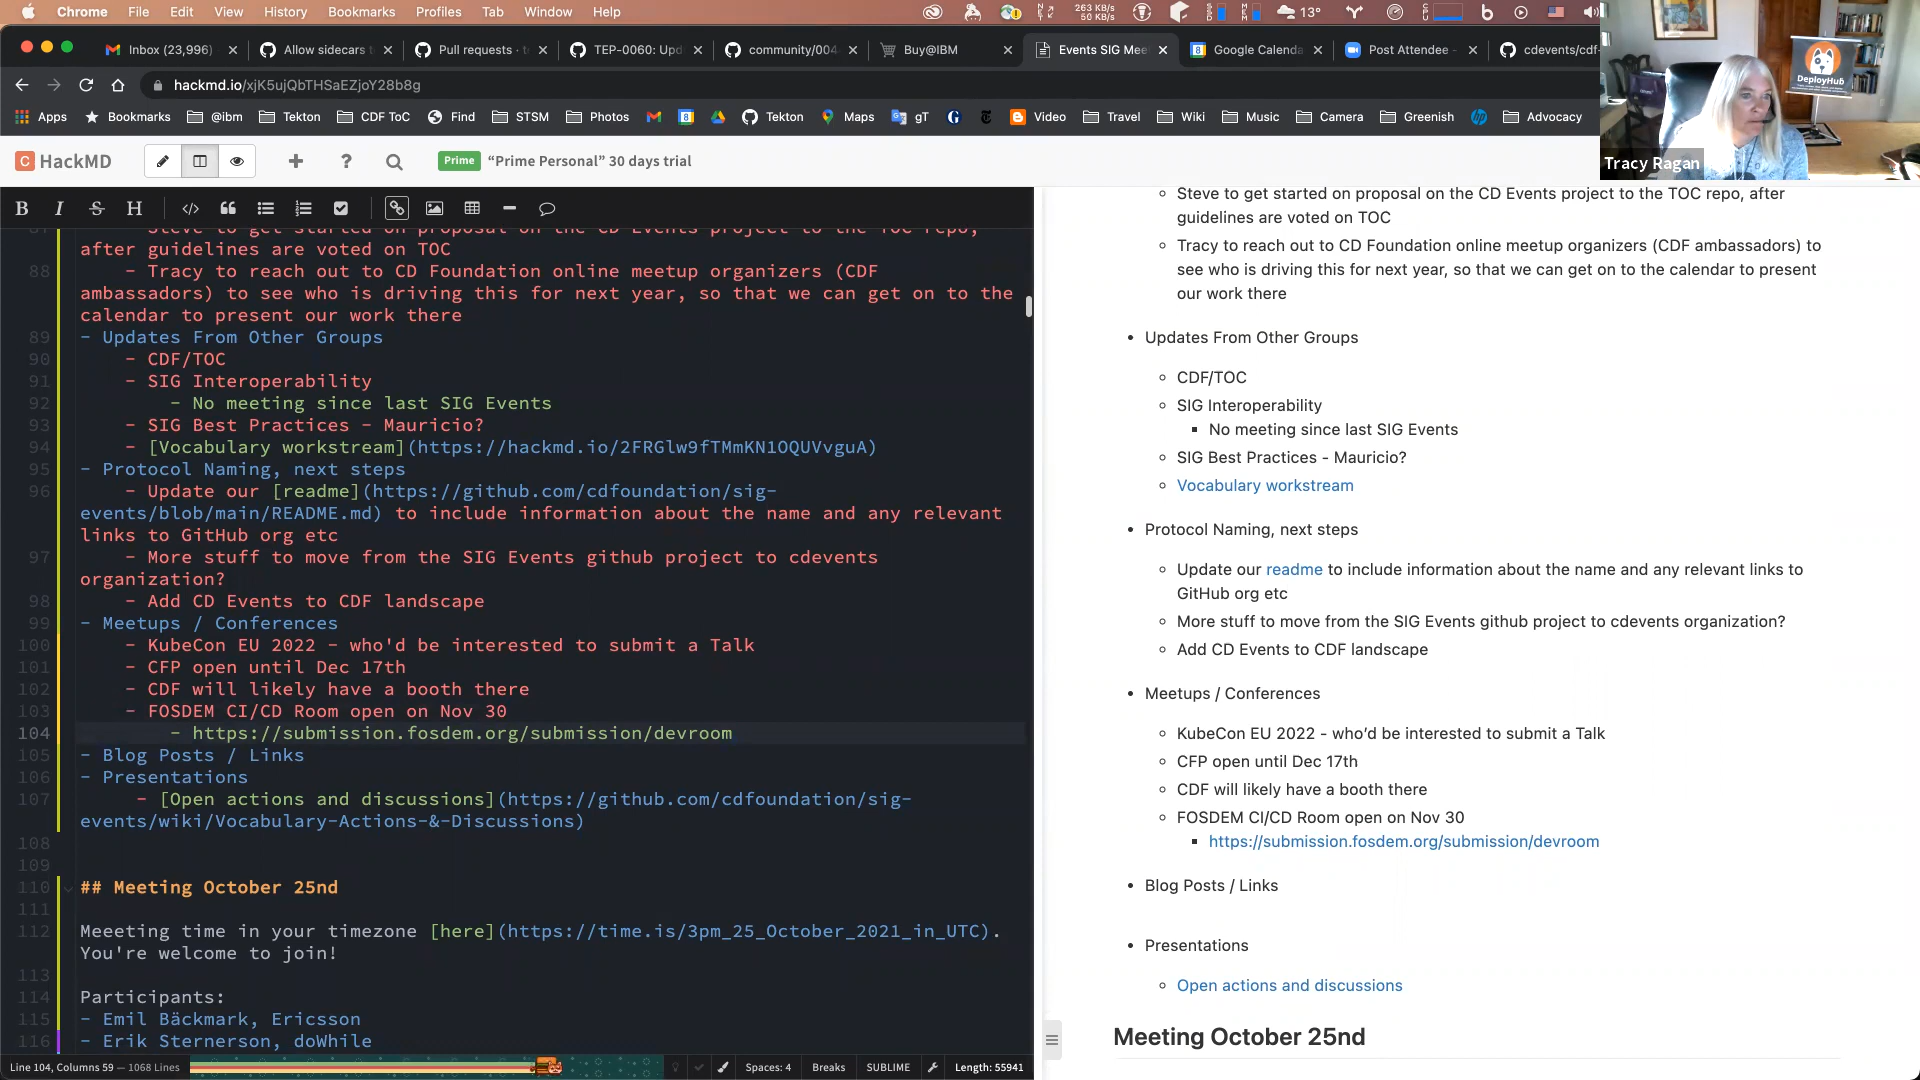 Chrome File Edit View History Bookmarks Profiles Tab Window Help 263 KB/s 50 KB/s 13°
Inbox (23,996) Allow sidecars t Pull requests · t TEP-0060: Upd community/004 Buy@IBM Events SIG Mee Google Calenda Post Attendee - cdevents/cdf-
hackmd.io/xjK5ujQbTHSaEZjoY28b8g
Apps Bookmarks @ibm Tekton CDF ToC Find STSM Photos Tekton Maps gT Video Travel Wiki Music Camera Greenish Advocacy
DeployHub
Tracy Ragan
HackMD Prime "Prime Personal" 30 days trial
87 - Steve to get started on proposal on the CD Events project to the TOC repo,
after guidelines are voted on TOC
88 - Tracy to reach out to CD Foundation online meetup organizers (CDF
ambassadors) to see who is driving this for next year, so that we can get on to the
calendar to present our work there
89 - Updates From Other Groups
90 - CDF/TOC
91 - SIG Interoperability
92 - No meeting since last SIG Events
93 - SIG Best Practices - Mauricio?
94 - [Vocabulary workstream](https://hackmd.io/2FRGlw9fTMmKN1OQUVvguA)
95 - Protocol Naming, next steps
96 - Update our [readme](https://github.com/cdfoundation/sig-
events/blob/main/README.md) to include information about the name and any relevant
links to GitHub org etc
97 - More stuff to move from the SIG Events github project to cdevents
organization?
98 - Add CD Events to CDF landscape
99 - Meetups / Conferences
100 - KubeCon EU 2022 - who'd be interested to submit a Talk
101 - CFP open until Dec 17th
102 - CDF will likely have a booth there
103 - FOSDEM CI/CD Room open on Nov 30
104 - https://submission.fosdem.org/submission/devroom
105 - Blog Posts / Links
106 - Presentations
107 - [Open actions and discussions](https://github.com/cdfoundation/sig-
events/wiki/Vocabulary-Actions-&-Discussions)
108
109
110 ## Meeting October 25nd
111
112 Meeeting time in your timezone [here](https://time.is/3pm_25_October_2021_in_UTC).
You're welcome to join!
113
114 Participants:
115 - Emil Bäckmark, Ericsson
116 - Erik Sternerson, doWhile
Line 104, Columns 59 — 1068 Lines Spaces: 4 Breaks SUBLIME Length: 55941
Steve to get started on proposal on the CD Events project to the TOC repo, after
guidelines are voted on TOC
Tracy to reach out to CD Foundation online meetup organizers (CDF ambassadors) to
see who is driving this for next year, so that we can get on to the calendar to present
our work there
Updates From Other Groups
CDF/TOC
SIG Interoperability
No meeting since last SIG Events
SIG Best Practices - Mauricio?
Vocabulary workstream
Protocol Naming, next steps
Update our readme to include information about the name and any relevant links to
GitHub org etc
More stuff to move from the SIG Events github project to cdevents organization?
Add CD Events to CDF landscape
Meetups / Conferences
KubeCon EU 2022 - who'd be interested to submit a Talk
CFP open until Dec 17th
CDF will likely have a booth there
FOSDEM CI/CD Room open on Nov 30
https://submission.fosdem.org/submission/devroom
Blog Posts / Links
Presentations
Open actions and discussions
Meeting October 25nd